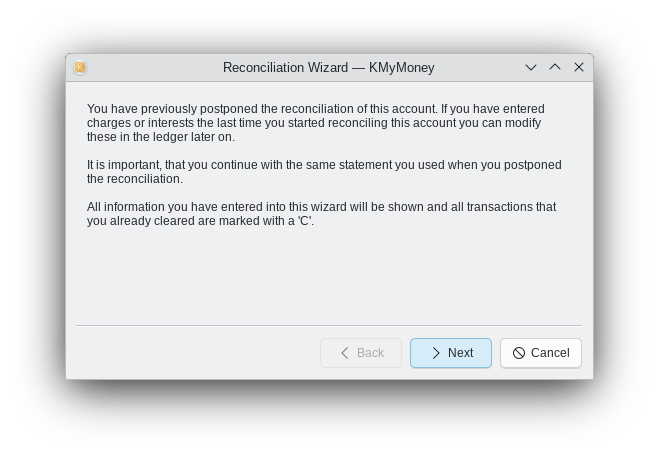 Reconciliation Wizard — KMyMoney
You have previously postponed the reconciliation of this account. If you have entered
charges or interests the last time you started reconciling this account you can modify
these in the ledger later on.
It is important, that you continue with the same statement you used when you postponed
the reconciliation.
All information you have entered into this wizard will be shown and all transactions that
you already cleared are marked with a 'C'.
Back
Next
Cancel